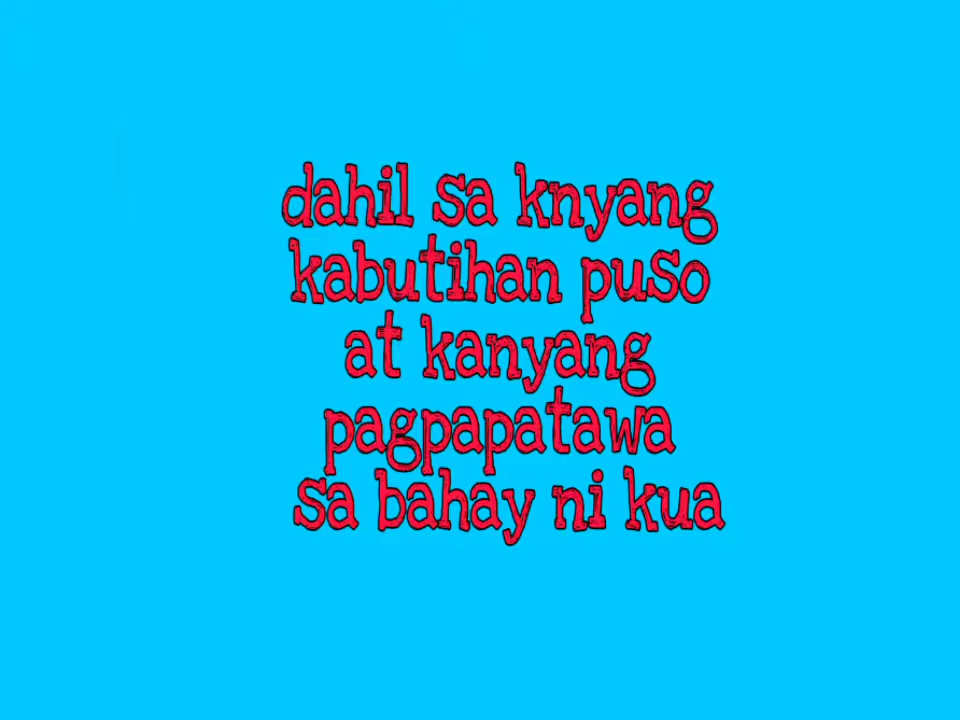 dahil sa knyang
kabutihan puso
at kanyang
pagpapatawa
sa bahay ni kua